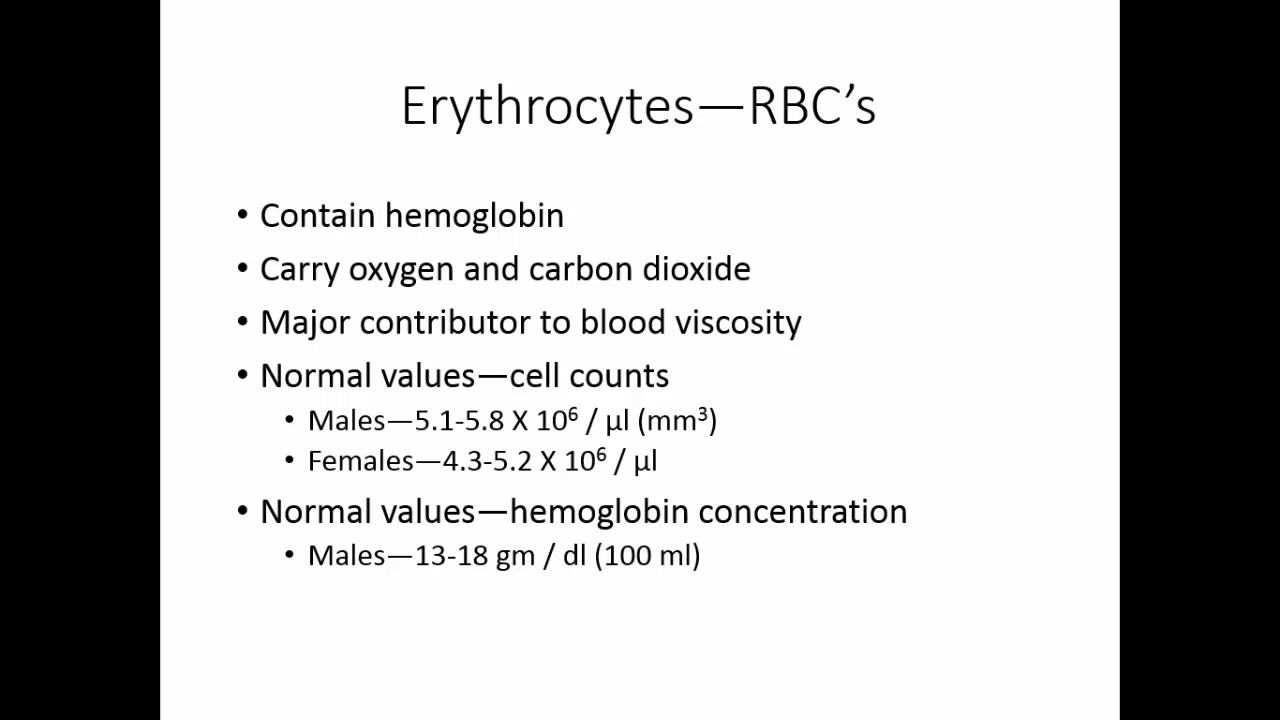 Erythrocytes—RBC’s
• Contain hemoglobin
• Carry oxygen and carbon dioxide
• Major contributor to blood viscosity
• Normal values—cell counts
• Males—5.1-5.8 X 10⁶ / µl (mm³)
• Females—4.3-5.2 X 10⁶ / µl
• Normal values—hemoglobin concentration
• Males—13-18 gm / dl (100 ml)